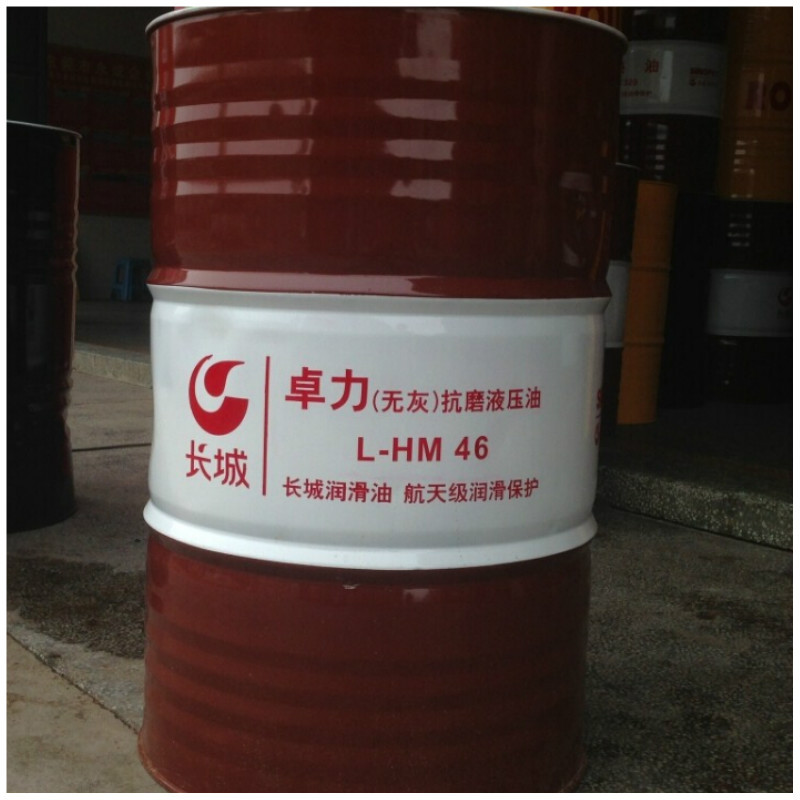 长城
卓力(无灰)抗磨液压油
L-HM 46
长城润滑油 航天级润滑保护
油